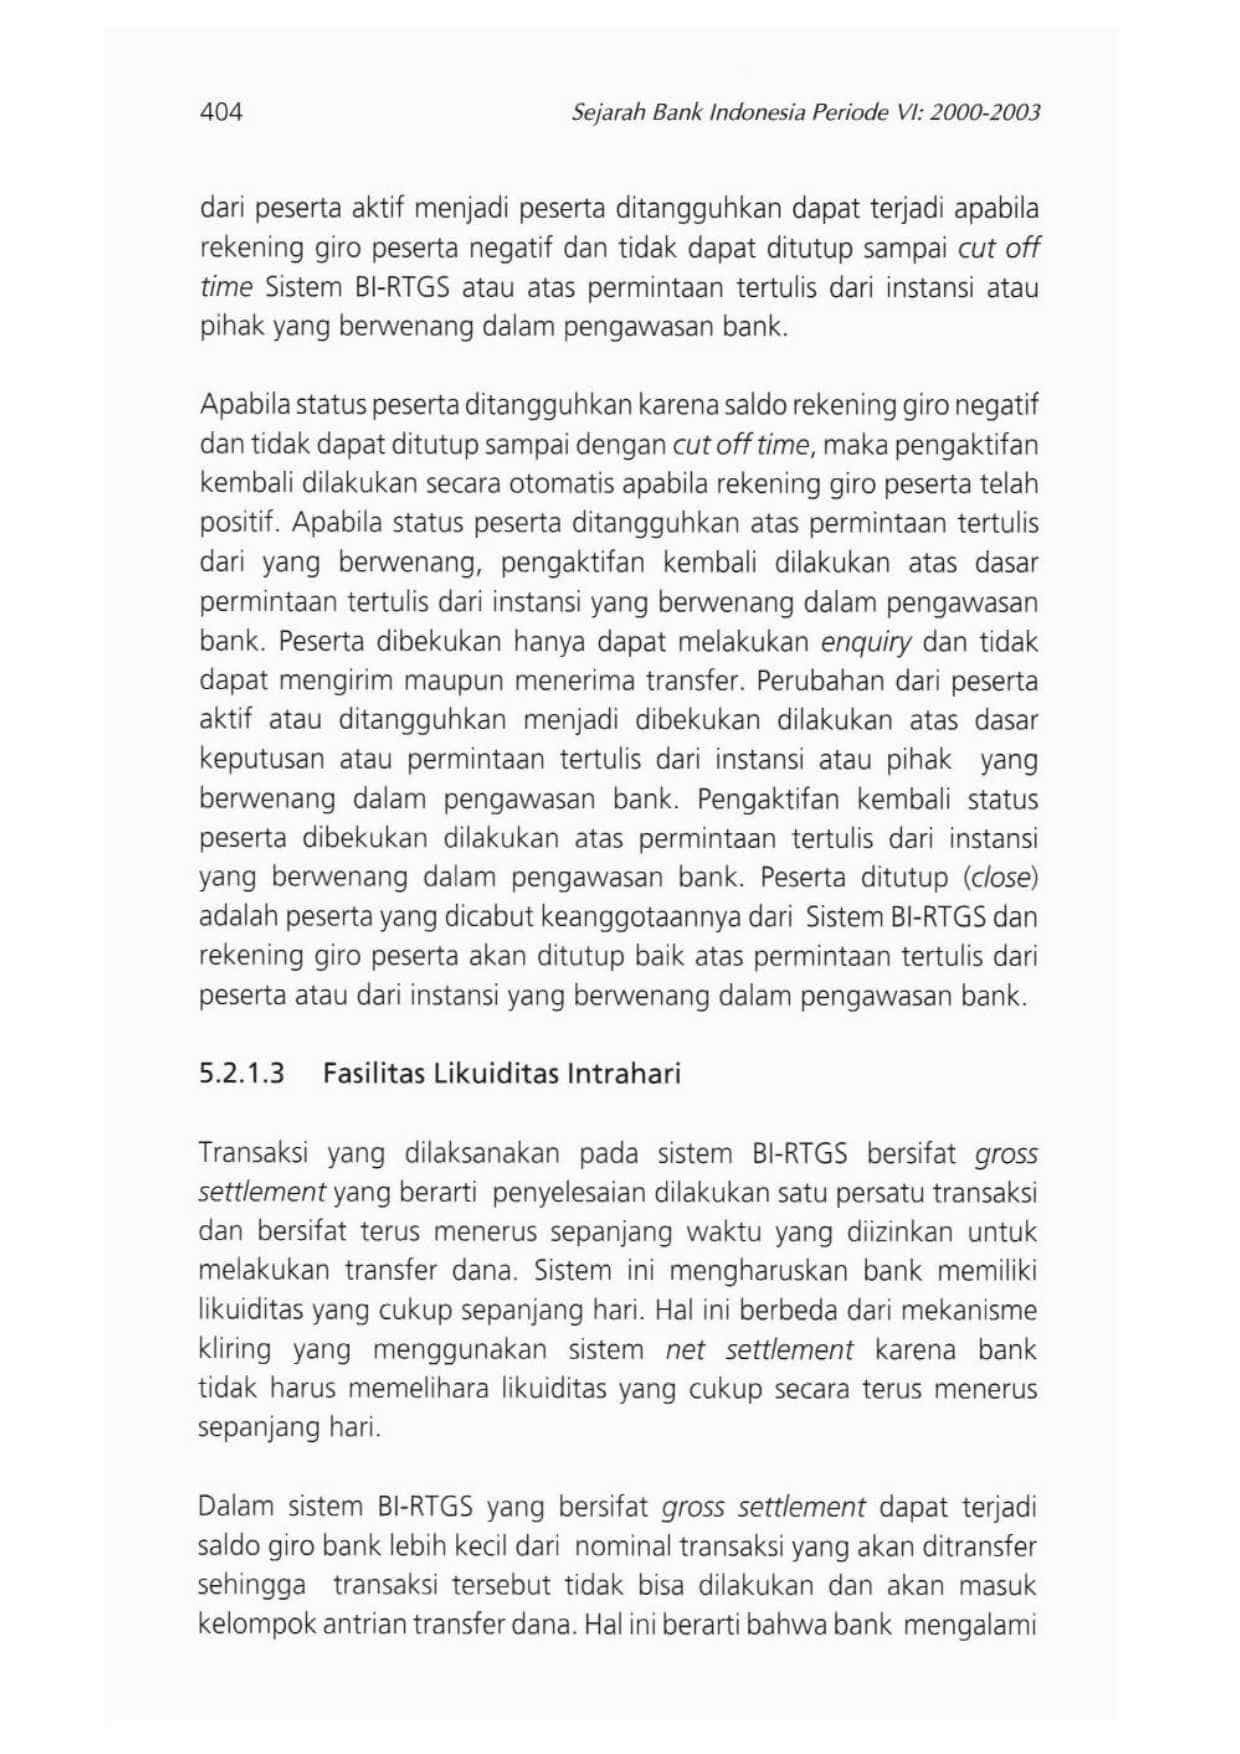 404
Sejarah Bank Indonesia Periode VI: 2000-2003
dari peserta aktif menjadi peserta ditangguhkan dapat terjadi apabila
rekening giro peserta negatif dan tidak dapat ditutup sampai cut off
time Sistem BI-RTGS atau atas permintaan tertulis dari instansi atau
pihak yang berwenang dalam pengawasan bank.
Apabila status peserta ditangguhkan karena saldo rekening giro negatif
dan tidak dapat ditutup sampai dengan cut off time, maka pengaktifan
kembali dilakukan secara otomatis apabila rekening giro peserta telah
positif. Apabila status peserta ditangguhkan atas permintaan tertulis
dari yang berwenang, pengaktifan kembali dilakukan atas dasar
permintaan tertulis dari instansi yang berwenang dalam pengawasan
bank. Peserta dibekukan hanya dapat melakukan enquiry dan tidak
dapat mengirim maupun menerima transfer. Perubahan dari peserta
aktif atau ditangguhkan menjadi dibekukan dilakukan atas dasar
keputusan atau permintaan tertulis dari instansi atau pihak yang
berwenang dalam pengawasan bank. Pengaktifan kembali status
peserta dibekukan dilakukan atas permintaan tertulis dari instansi
yang berwenang dalam pengawasan bank. Peserta ditutup (close)
adalah peserta yang dicabut keanggotaannya dari Sistem BI-RTGS dan
rekening giro peserta akan ditutup baik atas permintaan tertulis dari
peserta atau dari instansi yang berwenang dalam pengawasan bank.
5.2.1.3 Fasilitas Likuiditas Intrahari
Transaksi yang dilaksanakan pada sistem BI-RTGS bersifat gross
settlement yang berarti penyelesaian dilakukan satu persatu transaksi
dan bersifat terus menerus sepanjang waktu yang diizinkan untuk
melakukan transfer dana. Sistem ini mengharuskan bank memiliki
likuiditas yang cukup sepanjang hari. Hal ini berbeda dari mekanisme
kliring yang menggunakan sistem net settlement karena bank
tidak harus memelihara likuiditas yang cukup secara terus menerus
sepanjang hari.
Dalam sistem BI-RTGS yang bersifat gross settlement dapat terjadi
saldo giro bank lebih kecil dari nominal transaksi yang akan ditransfer
sehingga transaksi tersebut tidak bisa dilakukan dan akan masuk
kelompok antrian transfer dana. Hal ini berarti bahwa bank mengalami